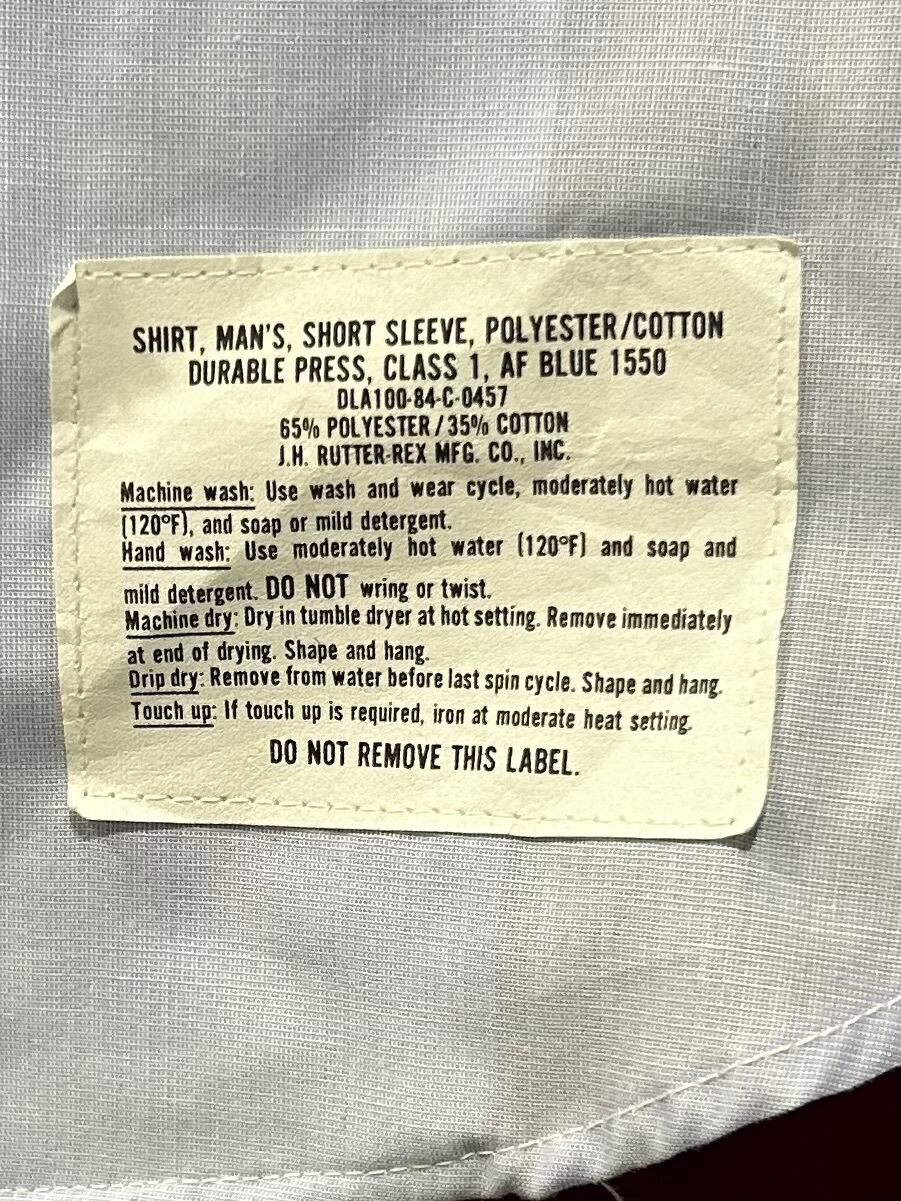 SHIRT, MAN'S, SHORT SLEEVE, POLYESTER/COTTON
DURABLE PRESS, CLASS 1, AF BLUE 1550
DLA100-84-C-0457
65% POLYESTER/35% COTTON
J.H. RUTTER-REX MFG. CO., INC.
Machine wash: Use wash and wear cycle, moderately hot water
(120°F), and soap or mild detergent.
Hand wash: Use moderately hot water (120°F) and soap and
mild detergent. DO NOT wring or twist.
Machine dry: Dry in tumble dryer at hot setting. Remove immediately
at end of drying. Shape and hang.
Drip dry: Remove from water before last spin cycle. Shape and hang.
Touch up: If touch up is required, iron at moderate heat setting.
DO NOT REMOVE THIS LABEL.